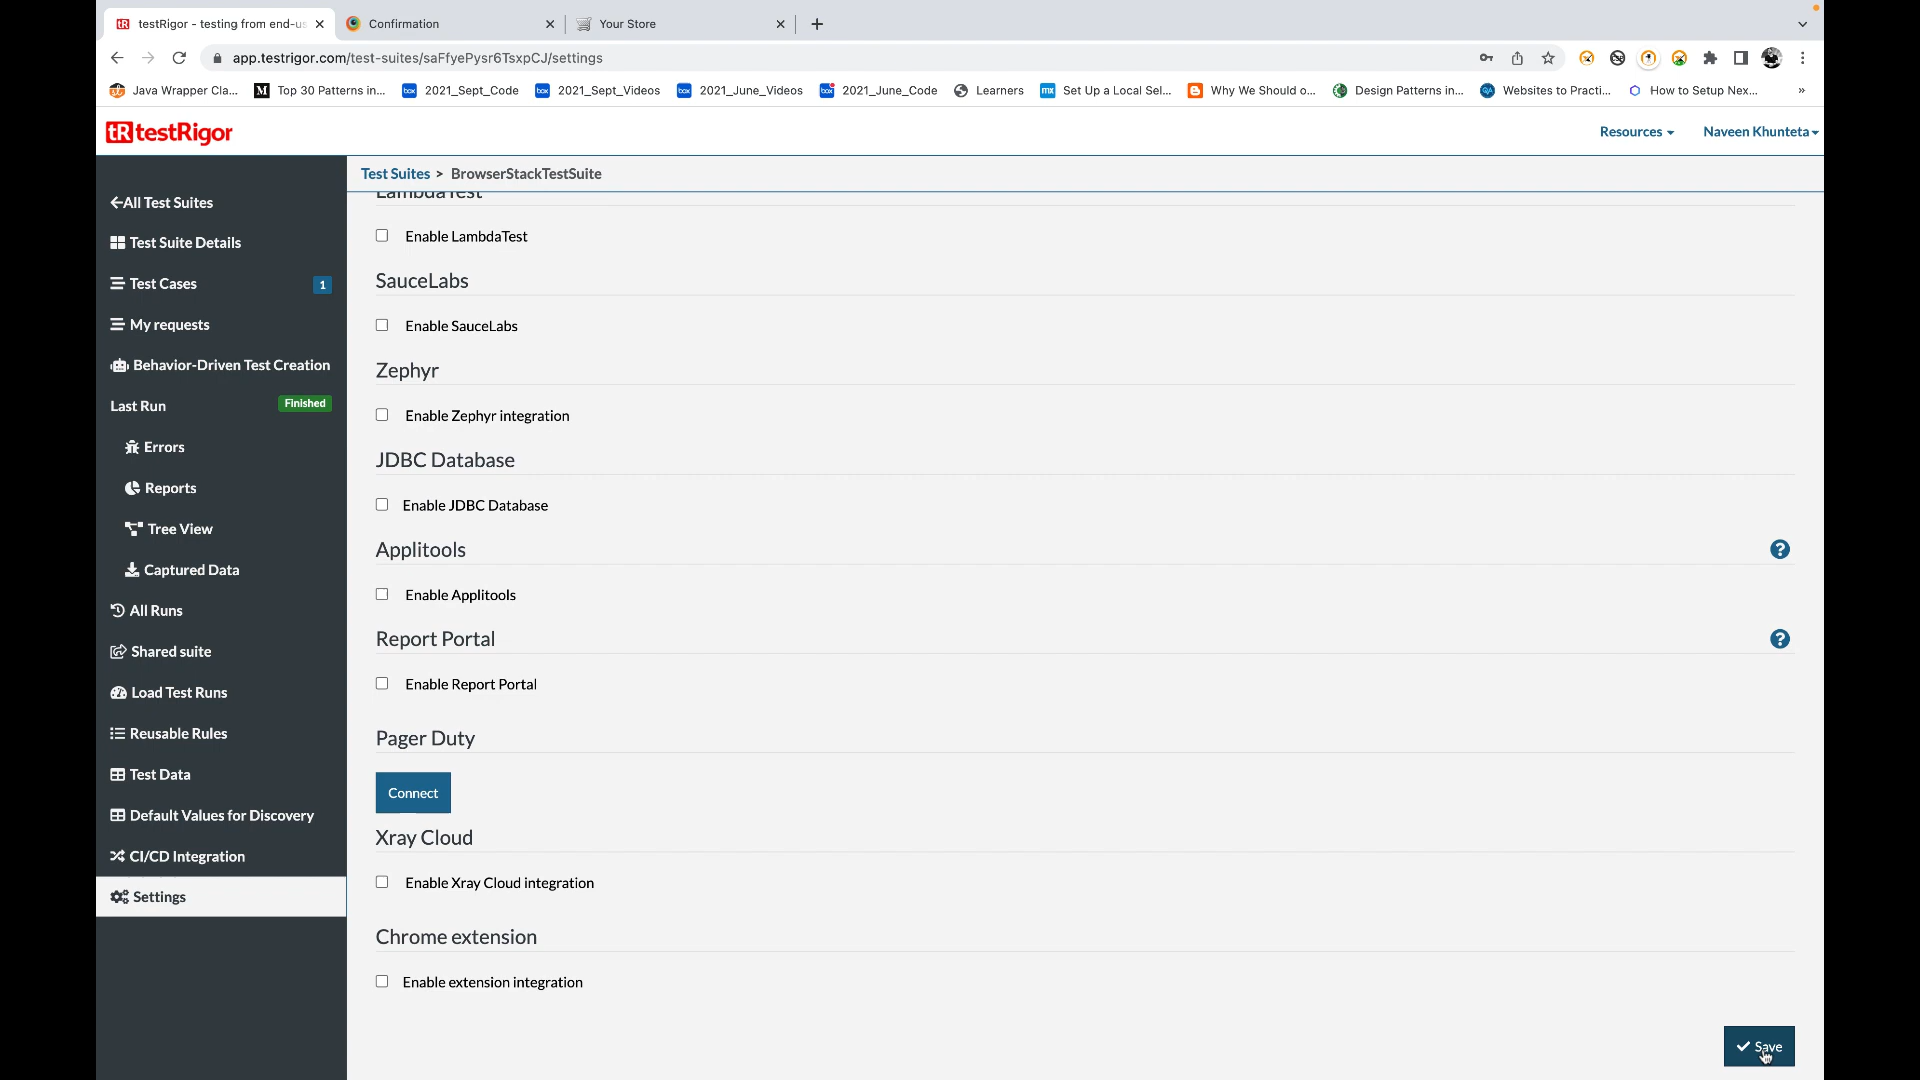 testRigor - testing from end-us
Confirmation
Your Store
app.testrigor.com/test-suites/saFfyePysr6TsxpCJ/settings
Java Wrapper Cla...
Top 30 Patterns in...
2021_Sept_Code
2021_Sept_Videos
2021_June_Videos
2021_June_Code
Learners
Set Up a Local Sel...
Why We Should o...
Design Patterns in...
Websites to Practi...
How to Setup Nex...
»
tR testRigor
Resources
Naveen Khunteta
Test Suites > BrowserStackTestSuite
All Test Suites
Test Suite Details
Test Cases 1
My requests
Behavior-Driven Test Creation
Last Run Finished
Errors
Reports
Tree View
Captured Data
All Runs
Shared suite
Load Test Runs
Reusable Rules
Test Data
Default Values for Discovery
CI/CD Integration
Settings
LambdaTest
Enable LambdaTest
SauceLabs
Enable SauceLabs
Zephyr
Enable Zephyr integration
JDBC Database
Enable JDBC Database
Applitools ?
Enable Applitools
Report Portal ?
Enable Report Portal
Pager Duty
Connect
Xray Cloud
Enable Xray Cloud integration
Chrome extension
Enable extension integration
Save